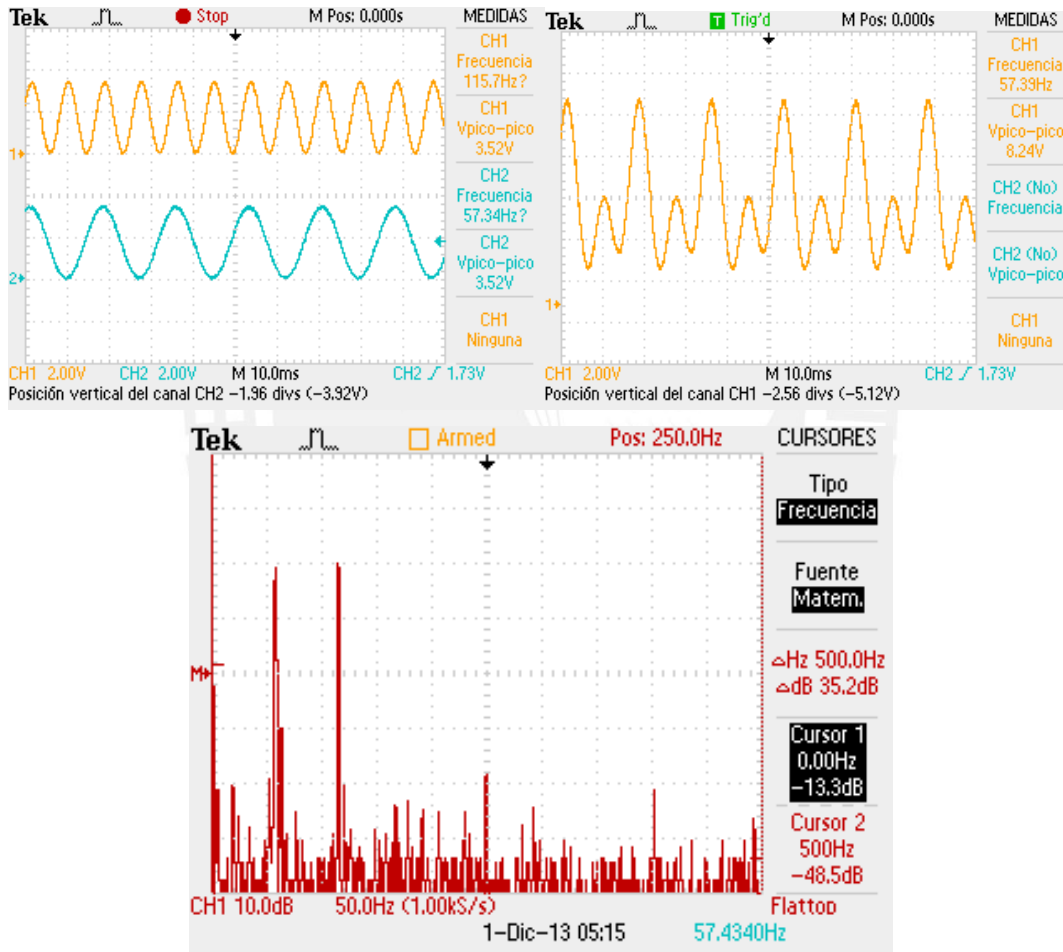 Tek Stop M Pos: 0.000s MEDIDAS
CH1
Frecuencia
115.7Hz?
CH1
Vpico-pico
3.52V
CH2
Frecuencia
57.34Hz?
CH2
Vpico-pico
3.52V
CH1
Ninguna
1
2
CH1 2.00V CH2 2.00V M 10.0ms CH2 1.73V
Posición vertical del canal CH2 -1.96 divs (-3.92V)
Tek T Trig'd M Pos: 0.000s MEDIDAS
CH1
Frecuencia
57.39Hz
CH1
Vpico-pico
8.24V
CH2 (No)
Frecuencia
CH2 (No)
Vpico-pico
CH1
Ninguna
1
CH1 2.00V M 10.0ms CH2 1.73V
Posición vertical del canal CH1 -2.56 divs (-5.12V)
Tek Armed Pos: 250.0Hz CURSORES
Tipo
Frecuencia
Fuente
Matem.
M
△Hz 500.0Hz
△dB 35.2dB
Cursor 1
0.00Hz
-13.3dB
Cursor 2
500Hz
-48.5dB
CH1 10.0dB 50.0Hz (1.00kS/s) Flattop
1-Dic-13 05:15 57.4340Hz